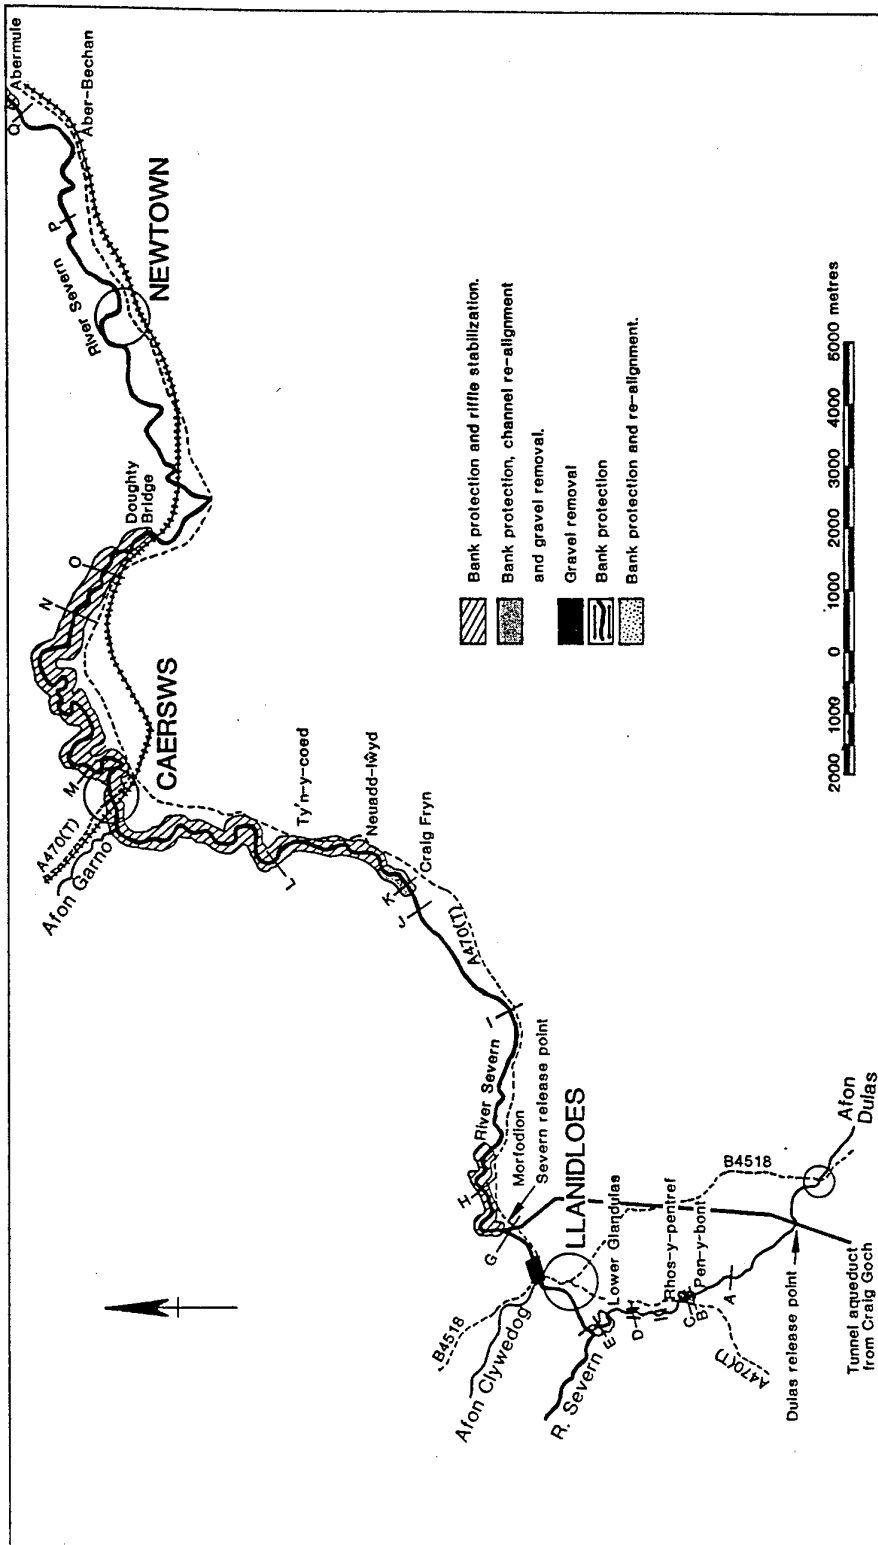 Q
Abermule
Aber-Bechan
P
River Severn
NEWTOWN
Doughty
Bridge
O
N
M
CAERSWS
A470(T)
Afon Garno
L
Ty'n-y-coed
Neuadd-lŵyd
K
Craig Fryn
J
A470(T)
I
River Severn
H
Morfodion
Severn release point
G
LLANIDLOES
B4518
Afon Clywedog
R. Severn
E
Lower Glandulas
D
Rhos-y-pentref
C
B
Pen-y-bont
A
A470(T)
B4518
Afon
Dulas
Dulas release point
Tunnel aqueduct
from Craig Goch
Bank protection and riffle stabilization.
Bank protection, channel re-alignment
and gravel removal.
Gravel removal
Bank protection
Bank protection and re-alignment.
2000 1000 0 1000 2000 3000 4000 5000 metres